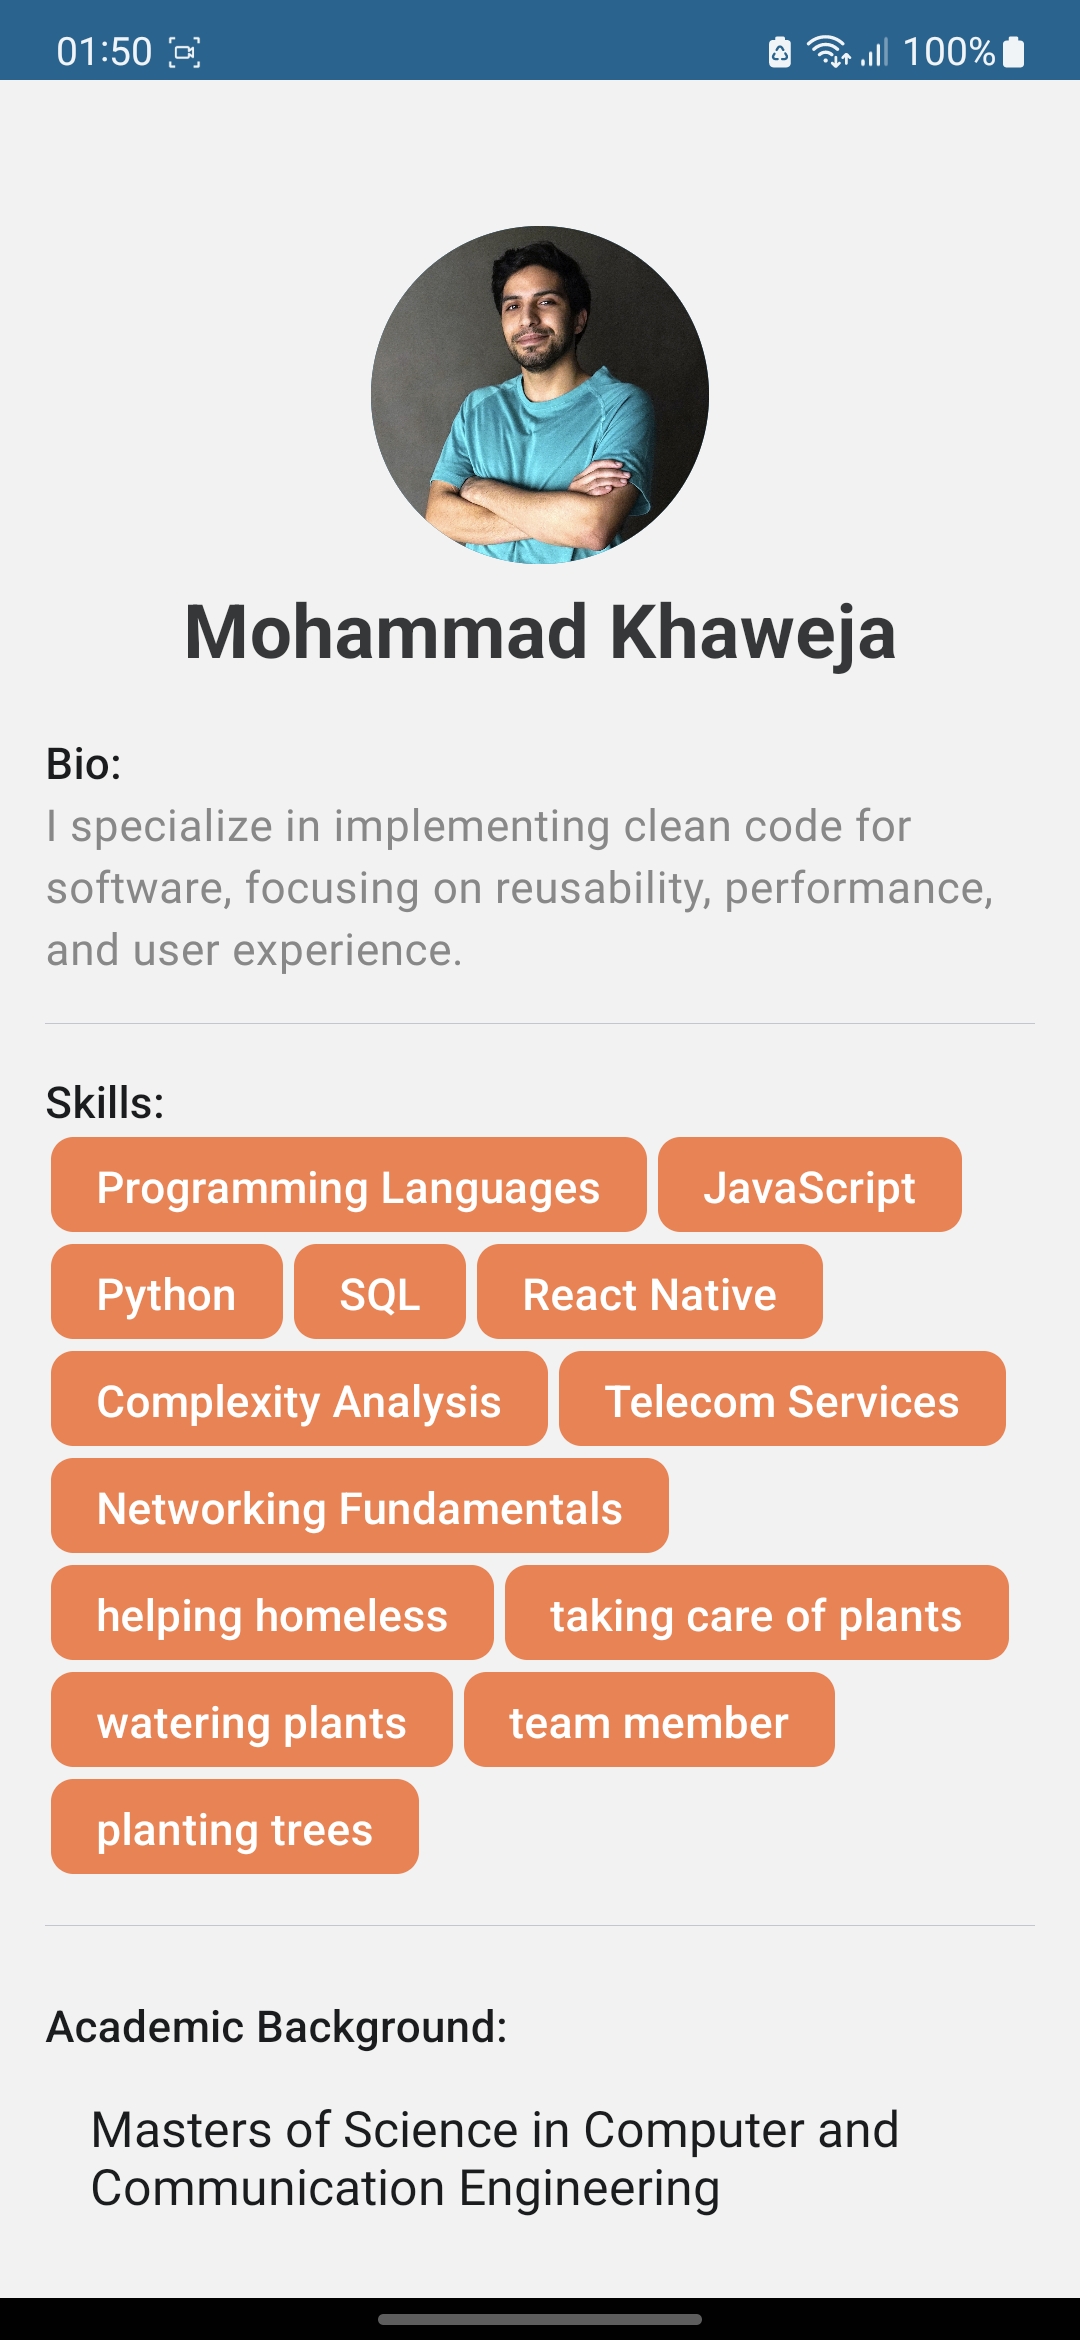 01:50 100%
Mohammad Khaweja
Bio:
I specialize in implementing clean code for
software, focusing on reusability, performance,
and user experience.
Skills:
Programming Languages JavaScript
Python SQL React Native
Complexity Analysis Telecom Services
Networking Fundamentals
helping homeless taking care of plants
watering plants team member
planting trees
Academic Background:
Masters of Science in Computer and
Communication Engineering